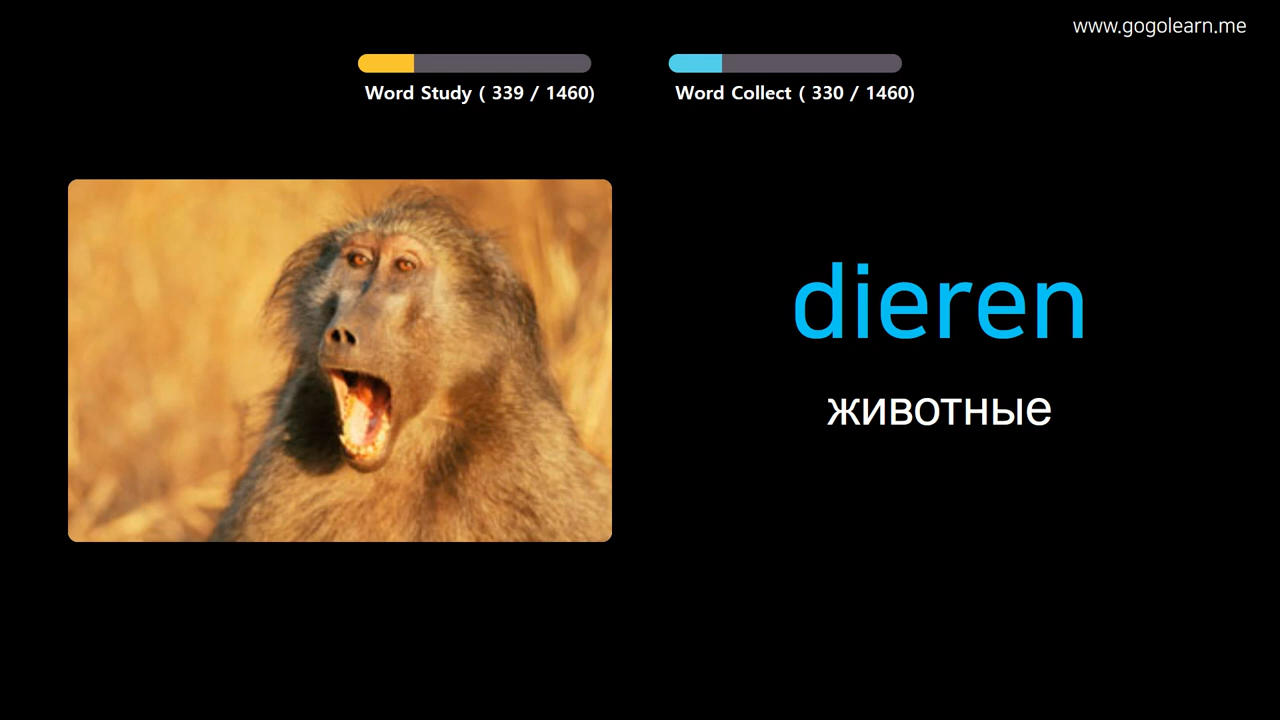 www.gogolearn.me
Word Study ( 339 / 1460)
Word Collect ( 330 / 1460)
dieren
животные